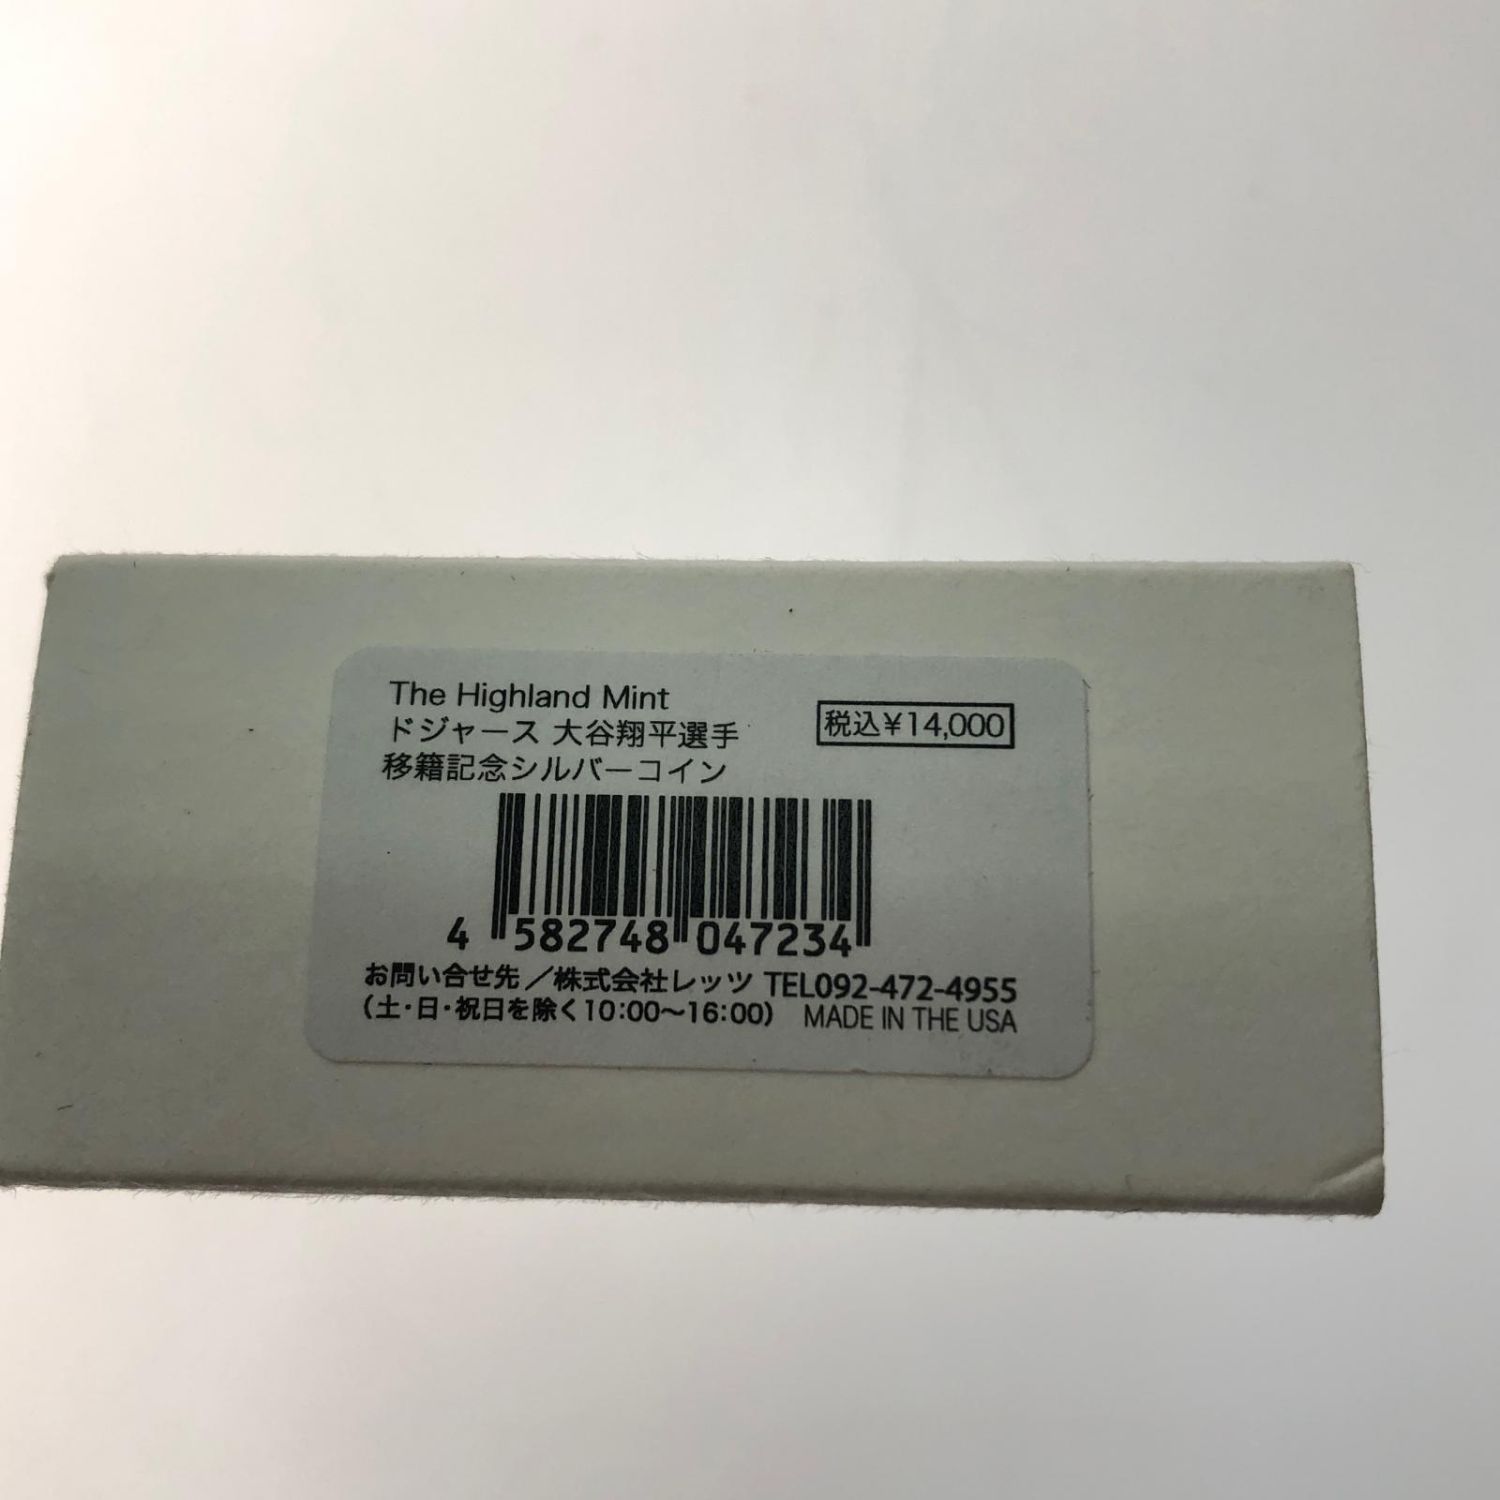 The Highland Mint
ドジャース 大谷翔平選手
移籍記念シルバーコイン
税込¥14,000
4 582748 047234
お問い合せ先／株式会社レッツ TEL092-472-4955
（土・日・祝日を除く10:00〜16:00） MADE IN THE USA